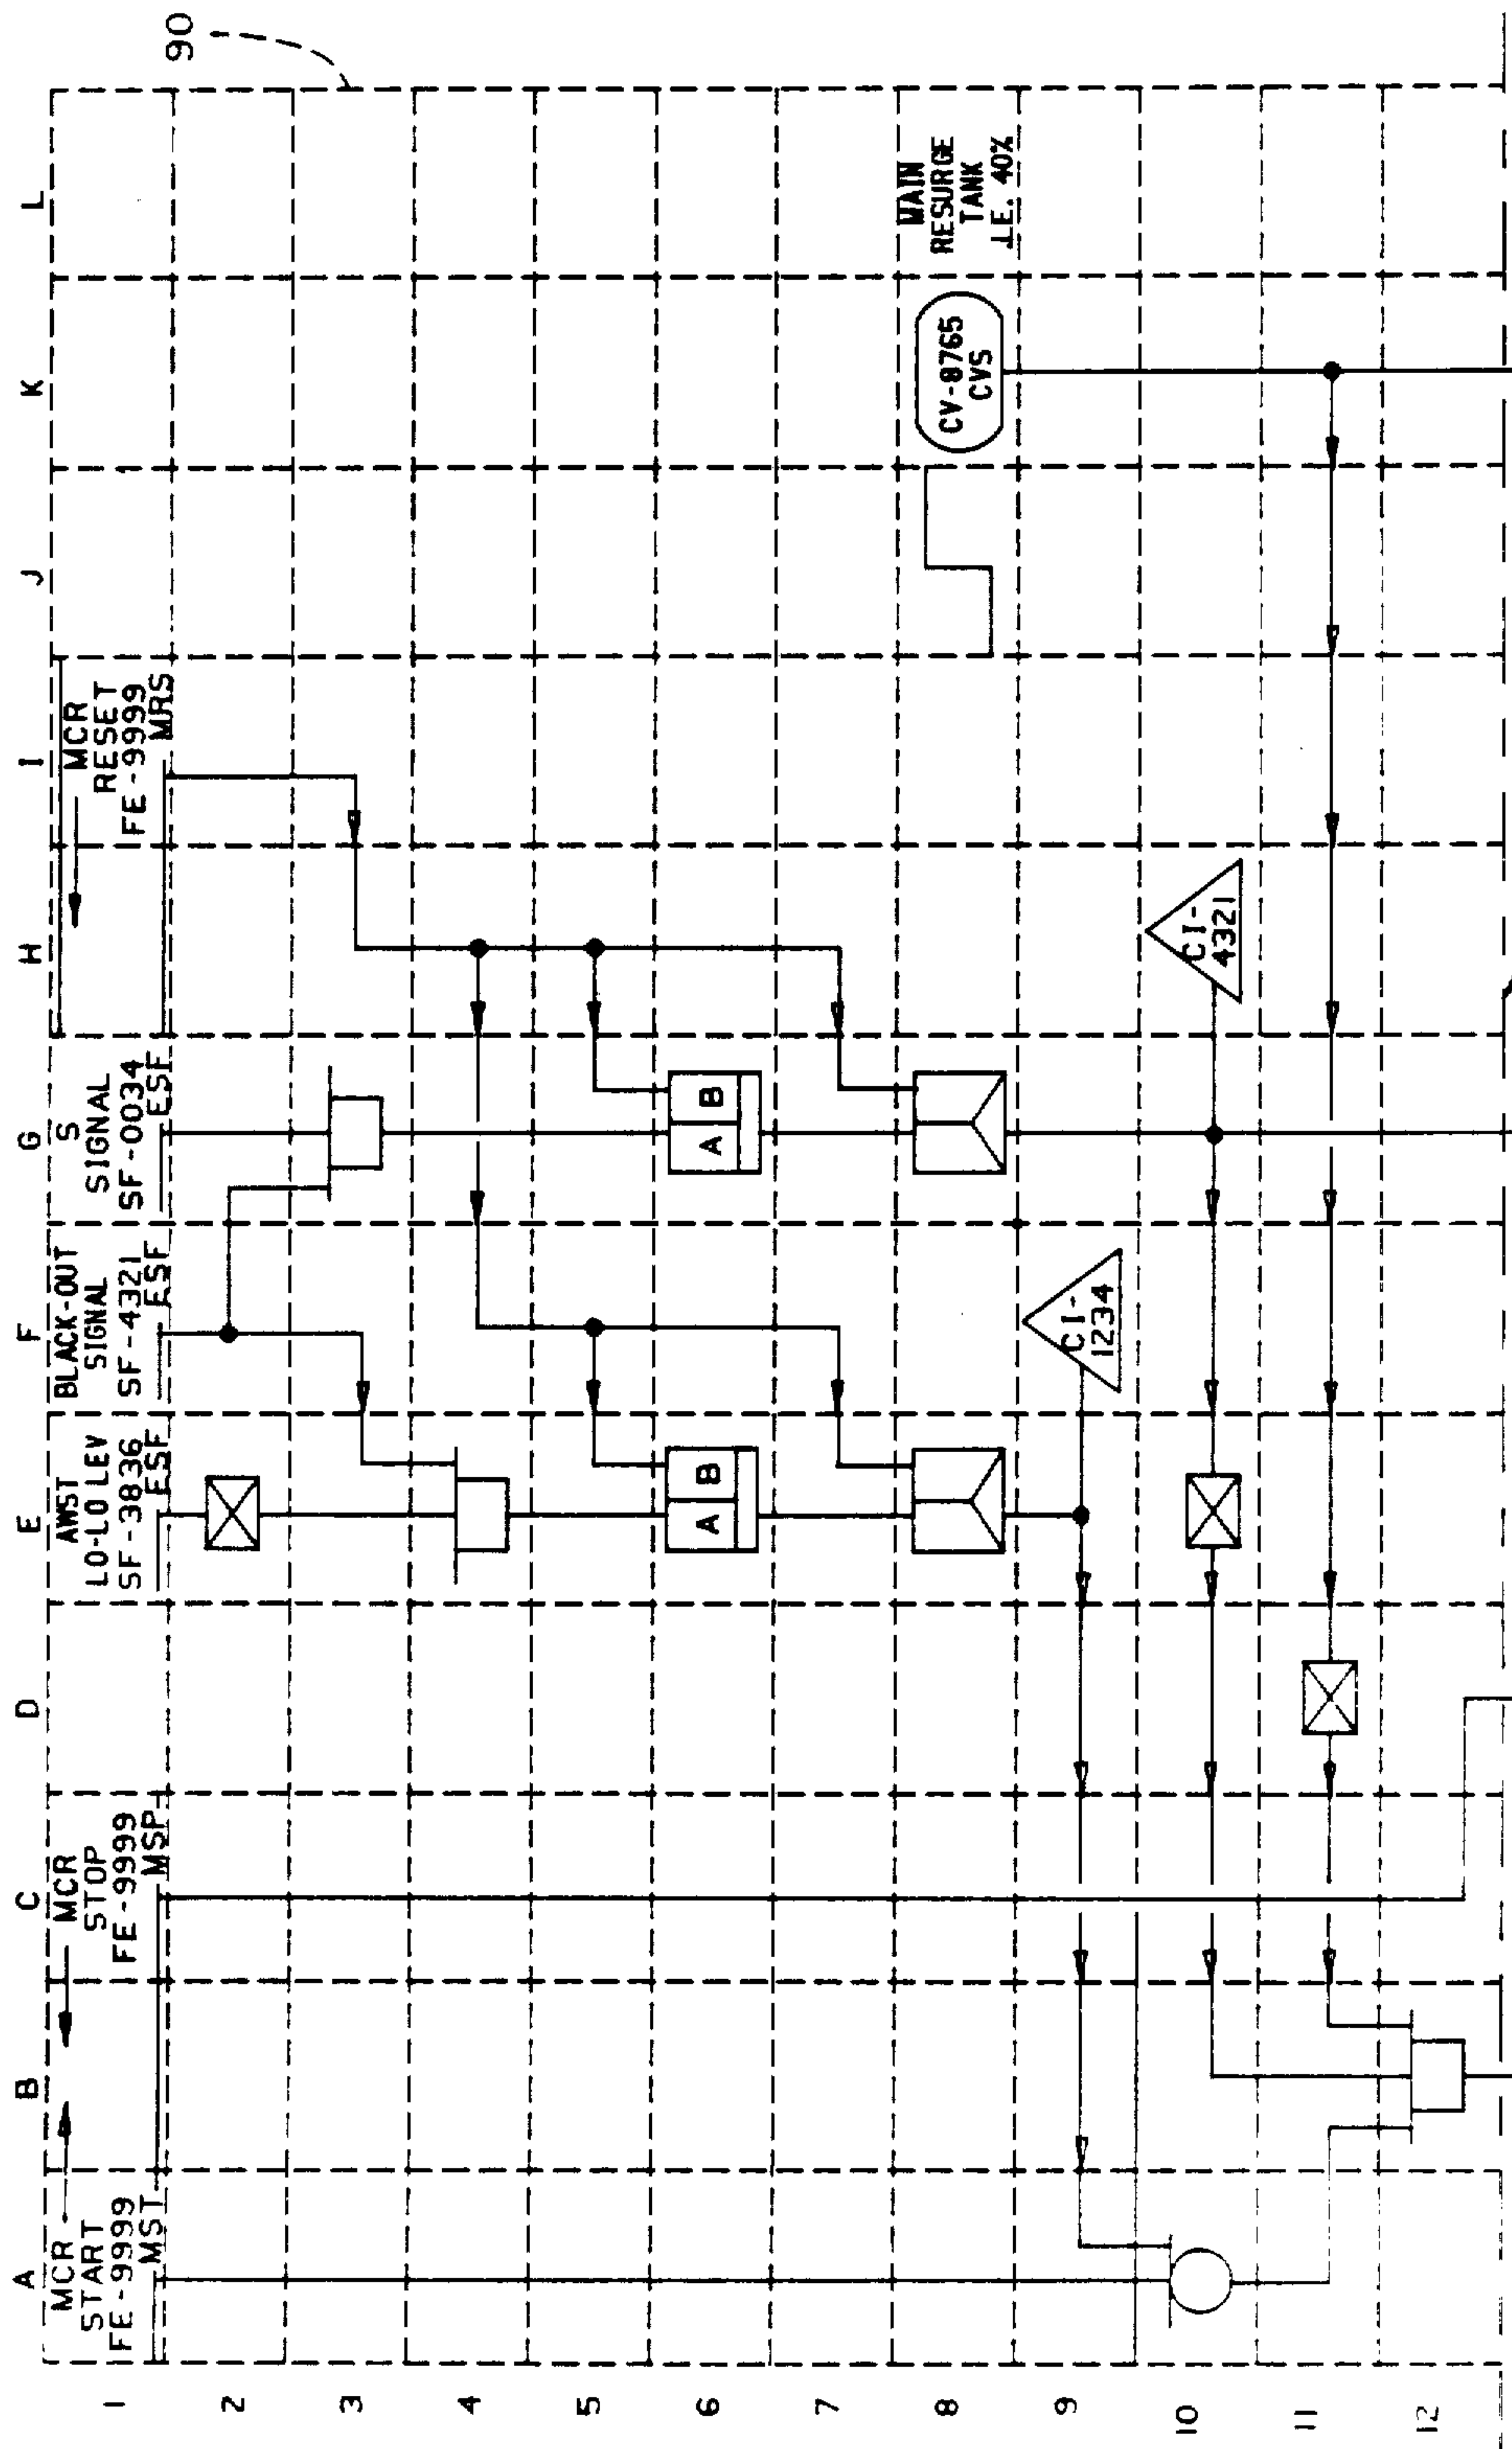 90
A B C D E F G H I J K L
MCR
START
FE-9999
MST
MCR
STOP
FE-9999
MSP
AWST
LO-LO LEV
SF-3836
ESF
BLACK-OUT
SIGNAL
SF-4321
ESF
S
SIGNAL
SF-0034
ESF
MCR
RESET
FE-9999
MRS
1
2
3
4
5
6
A B
A B
7
8
CV-8765
CVS
MAIN
RESURGE
TANK
.LE. 40%
9
CI-
1234
10
CI-
4321
11
12